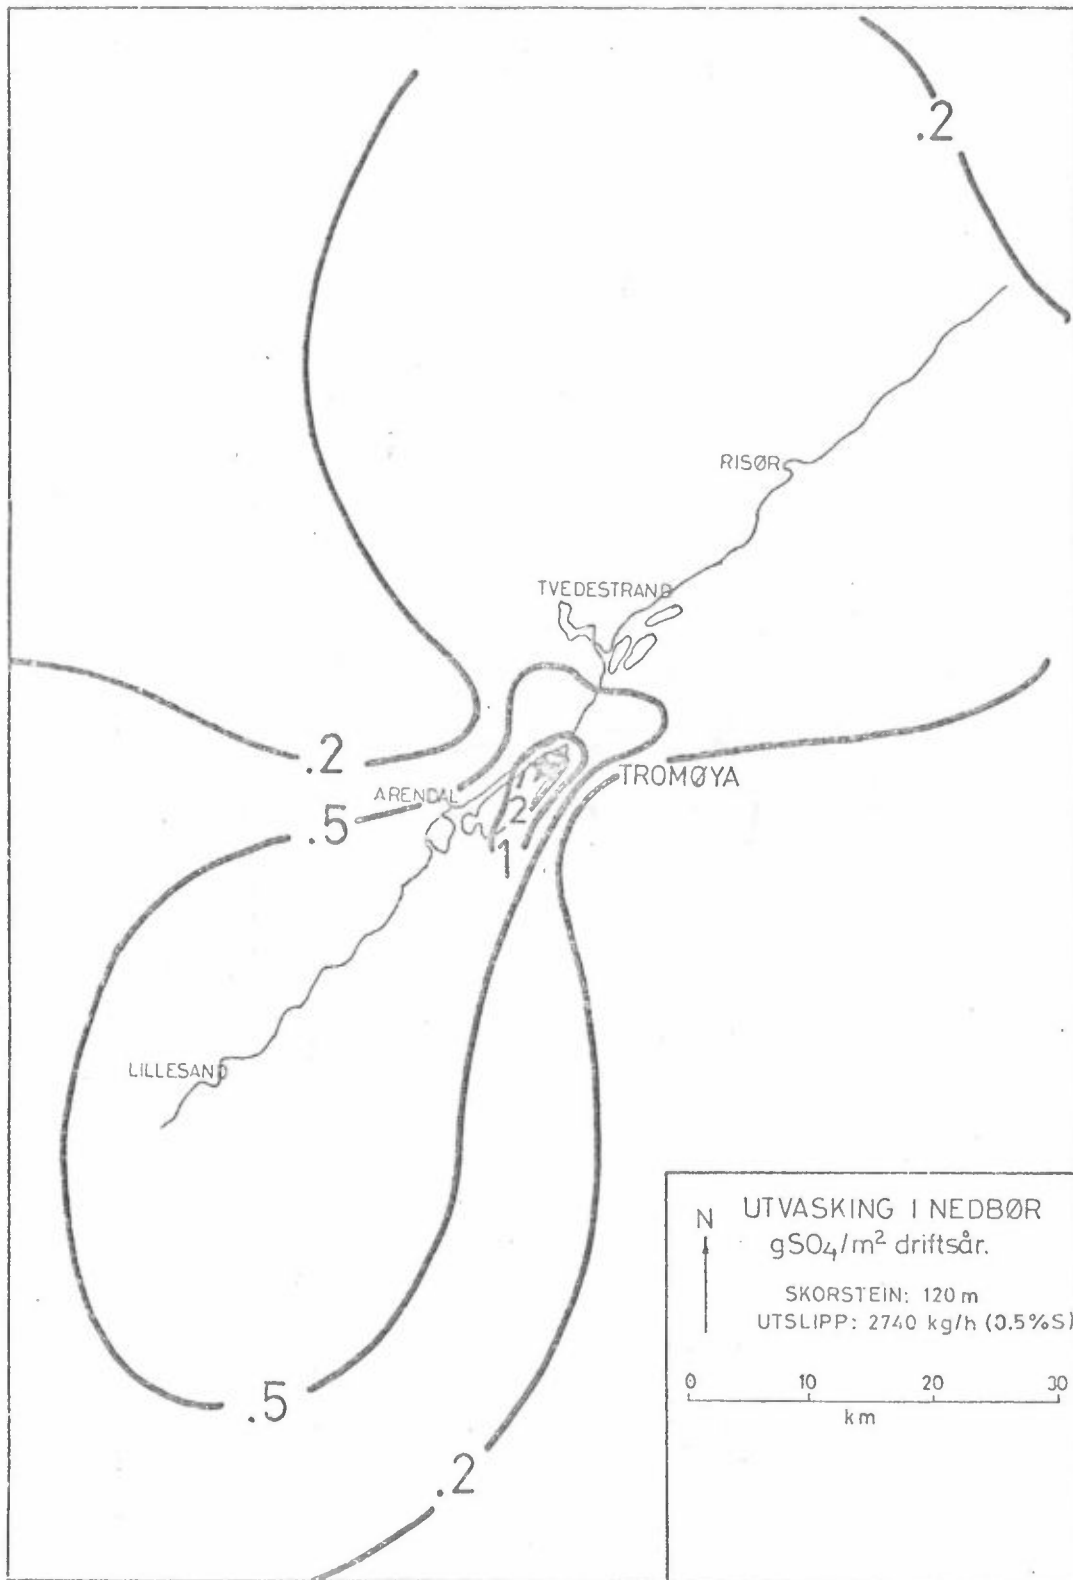 .2
RISØR
TVEDESTRAND
.2
TROMØYA
ARENDAL
.5
2
1
LILLESAND
N
UTVASKING I NEDBØR
gSO₄/m² driftsår.
SKORSTEIN: 120 m
UTSLIPP: 2740 kg/h (0.5%S)
0 10 20 30
km
.5
.2